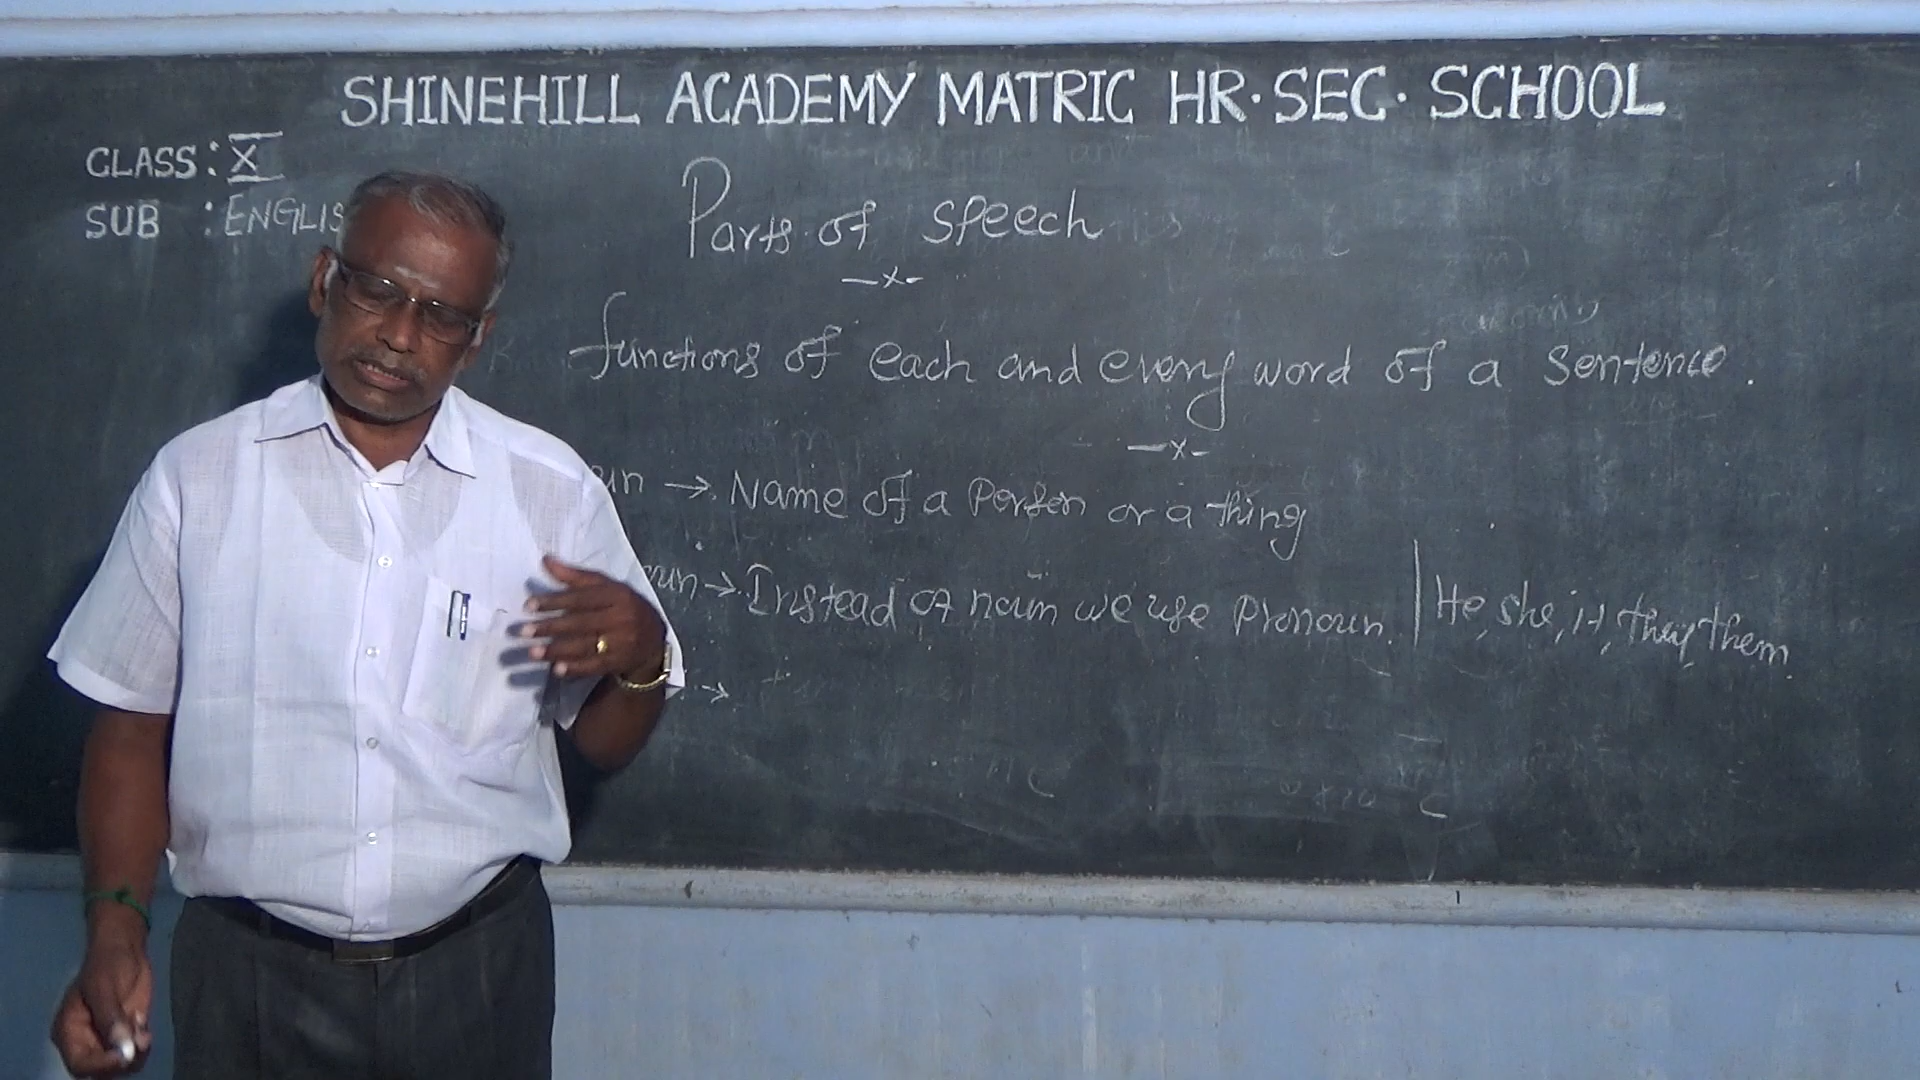 SHINEHILL ACADEMY MATRIC HR. SEC. SCHOOL
CLASS : X
SUB : ENGLIS
Parts of speech
functions of each and every word of a sentence.
un → Name of a Person or a thing
oun → Instead of noun we use Pronoun. | He, she, it, they, them
→